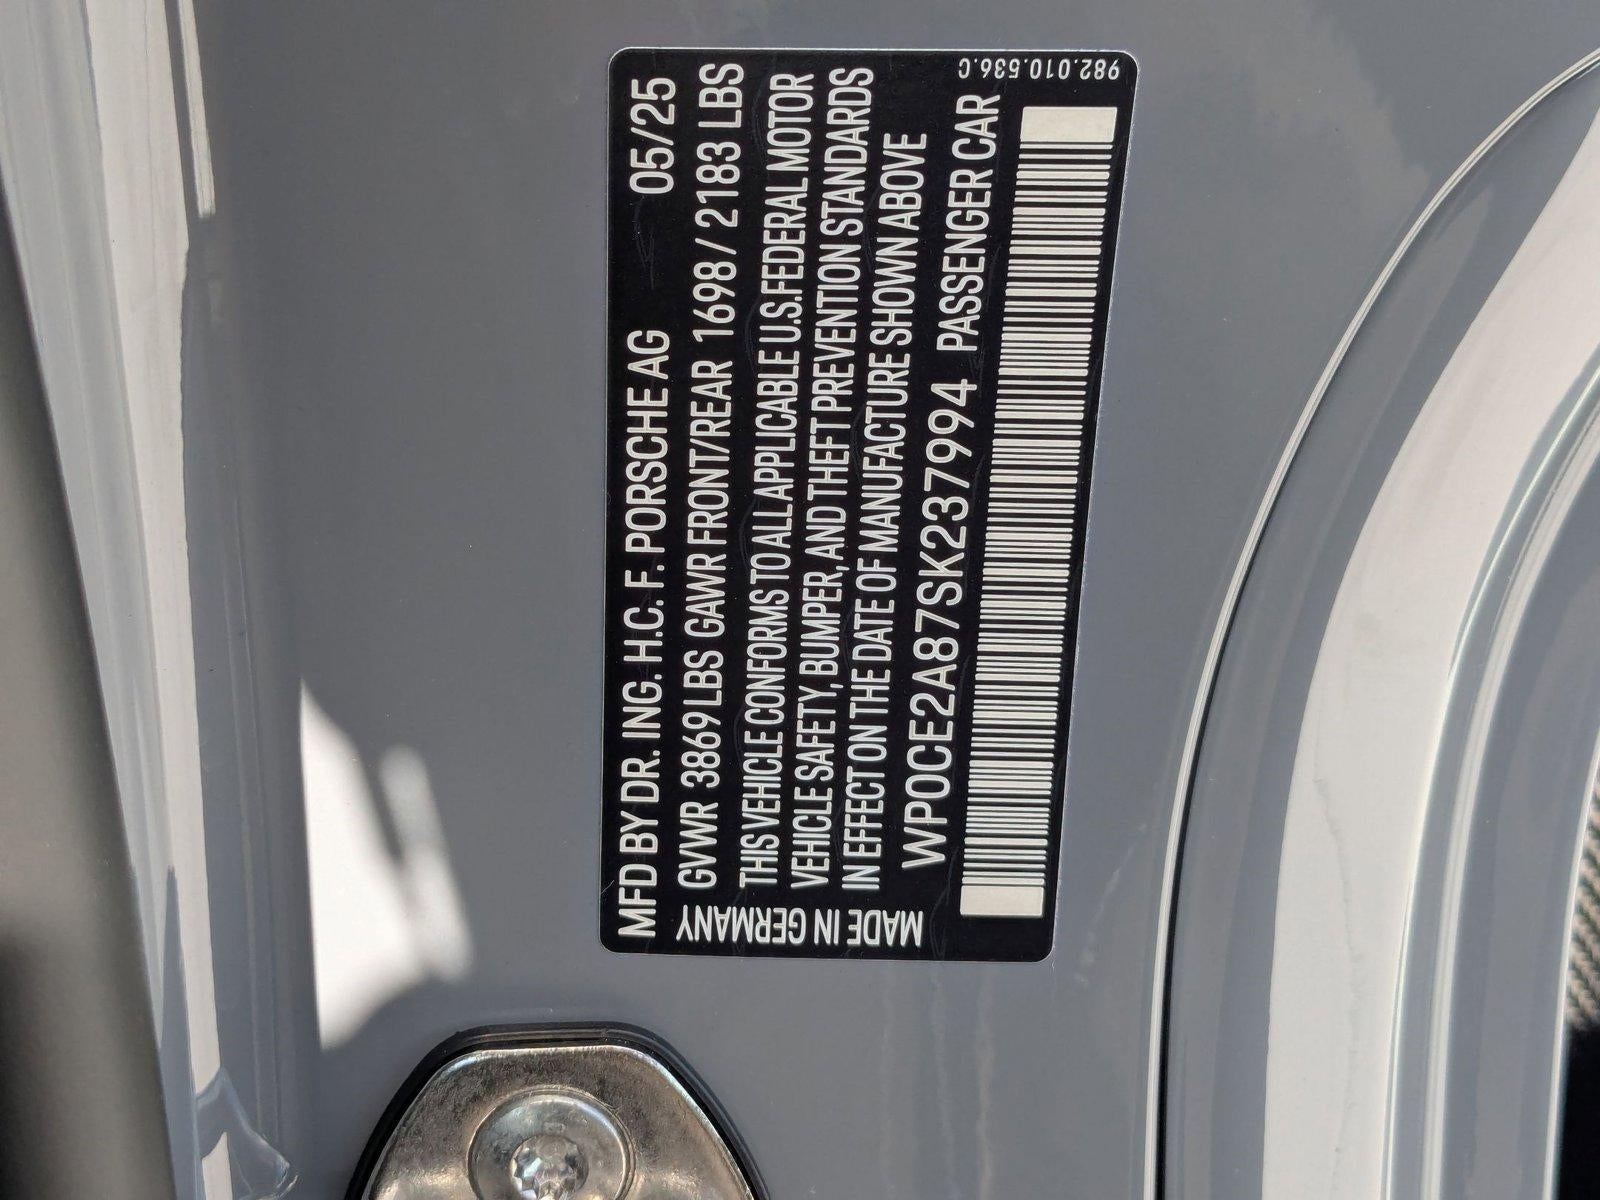 MFD BY DR. ING. H.C. F. PORSCHE AG 05/25
GVWR 3869 LBS GAWR FRONT/REAR 1698 / 2183 LBS
THIS VEHICLE CONFORMS TO ALL APPLICABLE U.S.FEDERAL MOTOR
VEHICLE SAFETY, BUMPER, AND THEFT PREVENTION STANDARDS
IN EFFECT ON THE DATE OF MANUFACTURE SHOWN ABOVE
WP0CE2A87SK237994 PASSENGER CAR
MADE IN GERMANY
982.010.536.C